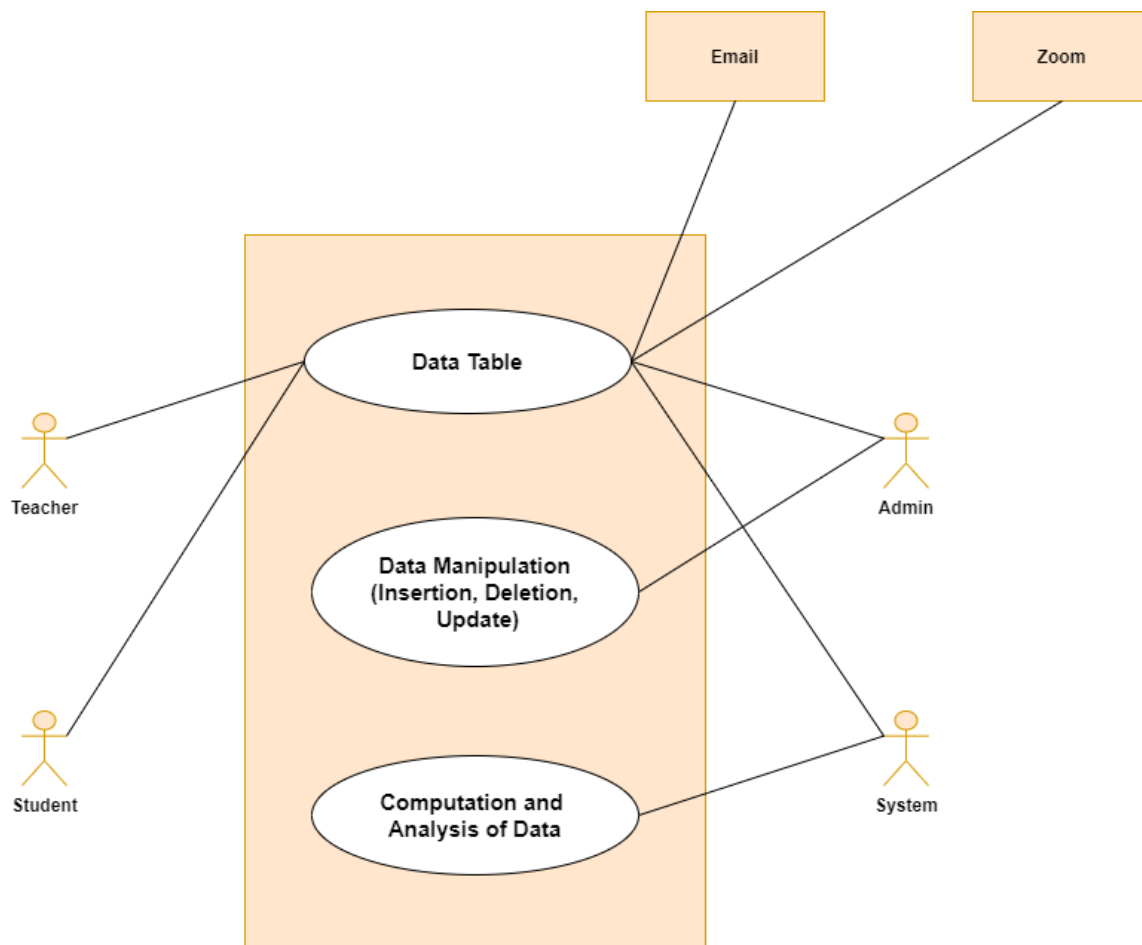 Email
Zoom
Data Table
Teacher
Admin
Data Manipulation
(Insertion, Deletion,
Update)
Student
System
Computation and
Analysis of Data